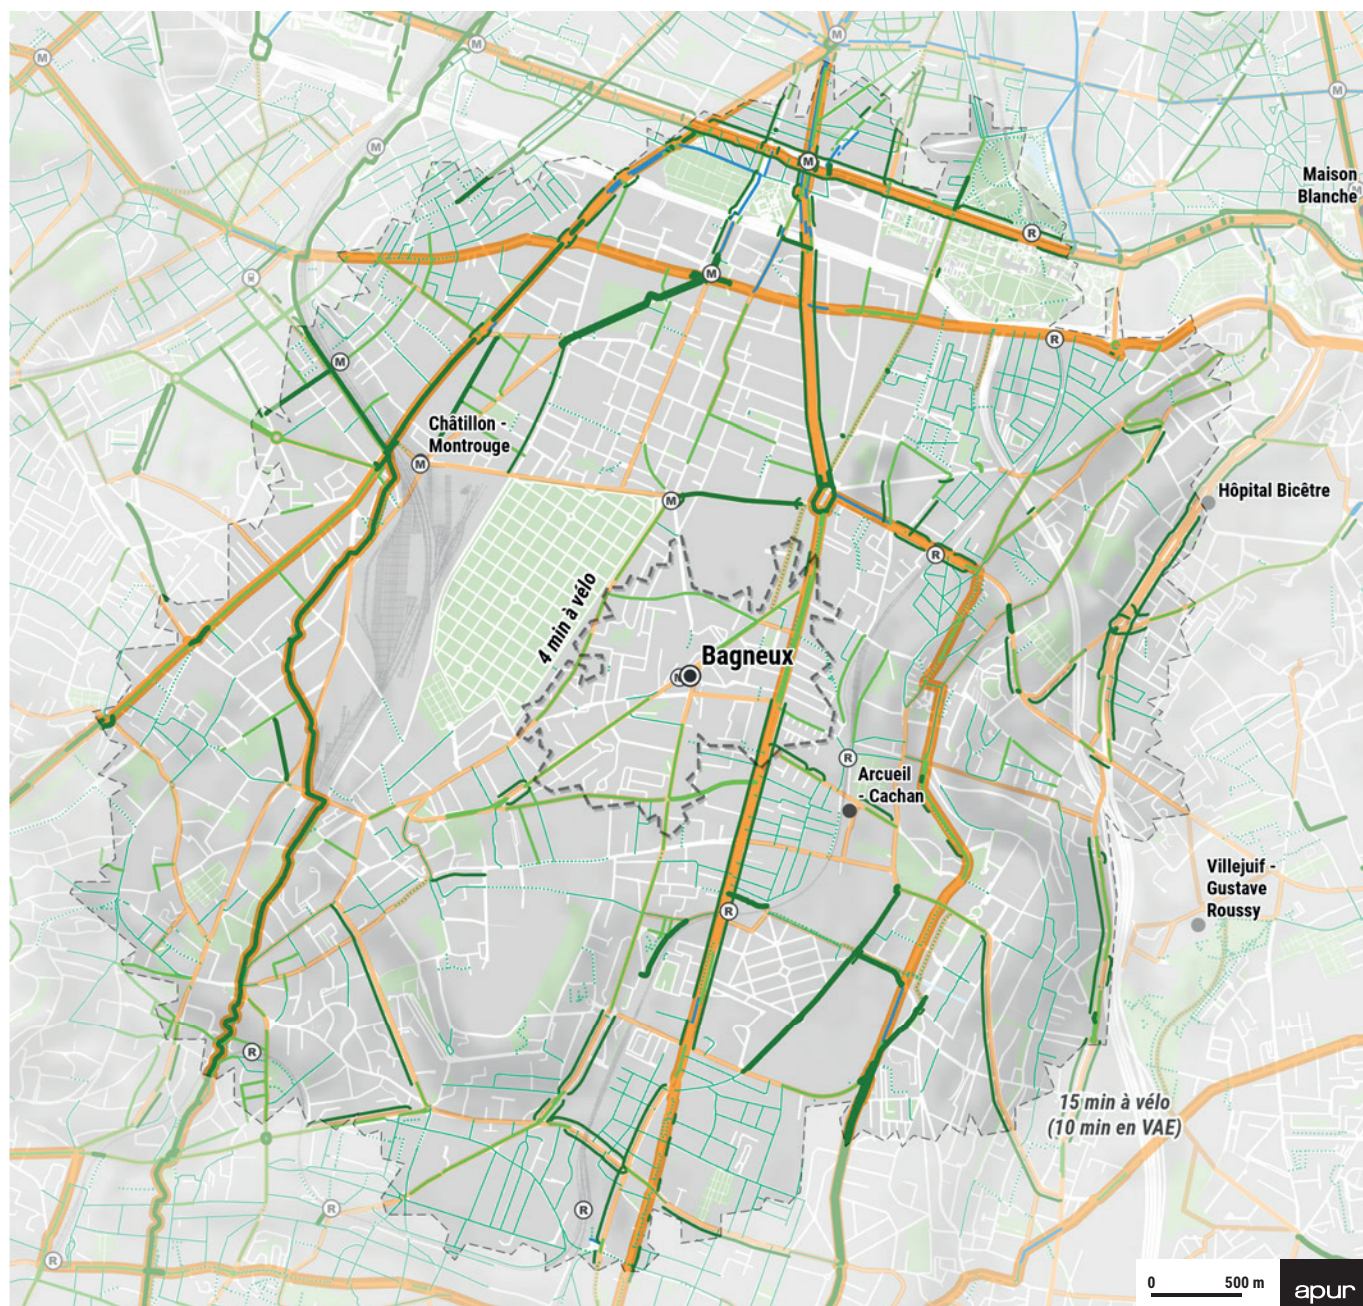 M
M
M
M
M
Maison
Blanche
M
R
M
R
M
Châtillon -
Montrouge
M
M
Hôpital Bicêtre
R
4 min à vélo
Bagneux
M
R
Arcueil
- Cachan
Villejuif -
Gustave
Roussy
R
R
15 min à vélo
(10 min en VAE)
R
R
R
0 500 m
apur